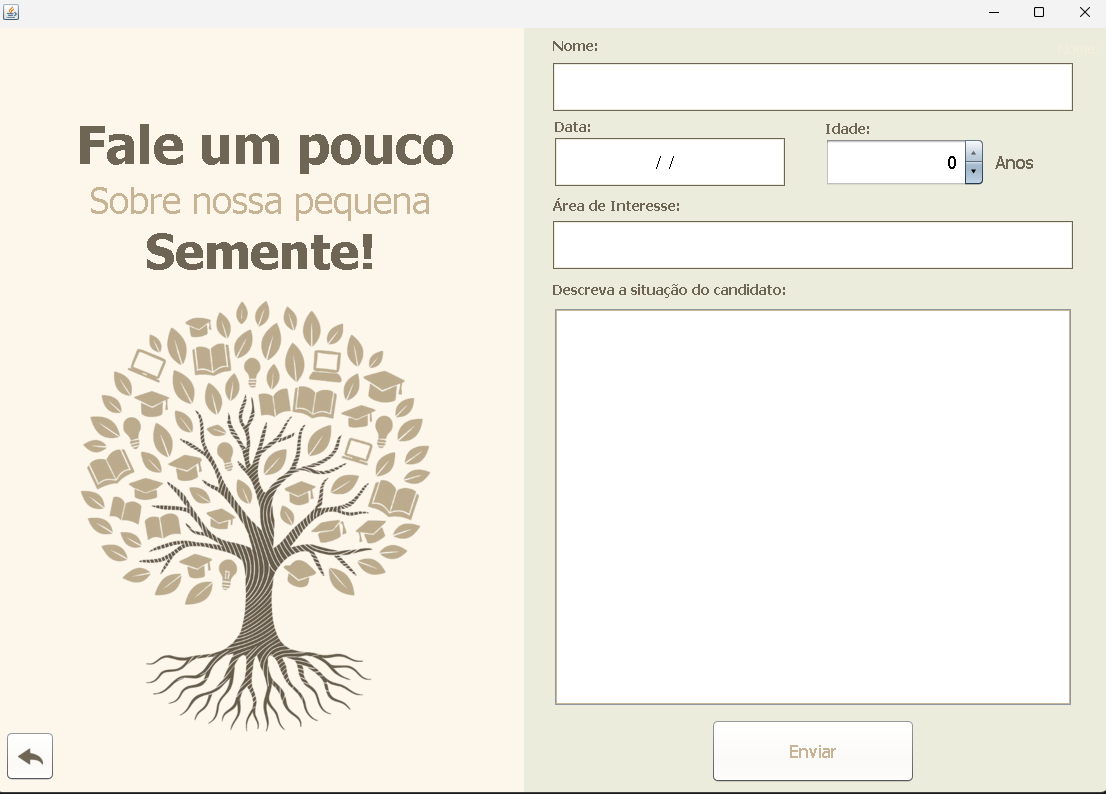 Fale um pouco
Sobre nossa pequena
Semente!
Nome:
Data:
/ /
Idade:
0
Anos
Área de Interesse:
Descreva a situação do candidato:
Enviar